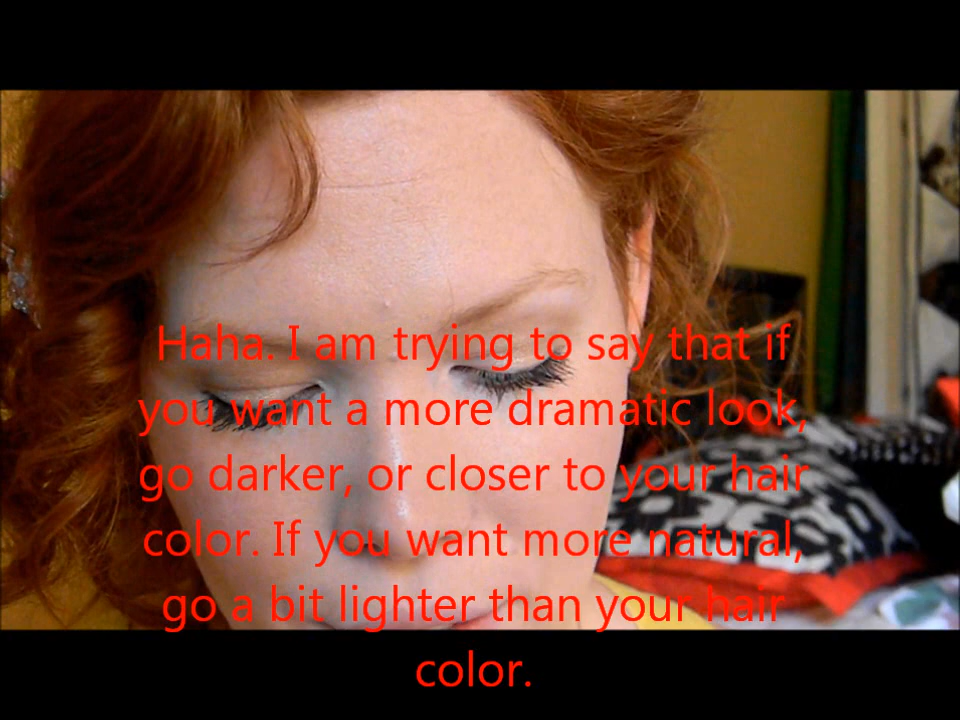 Haha. I am trying to say that if
you want a more dramatic look,
go darker, or closer to your hair
color. If you want more natural,
go a bit lighter than your hair
color.